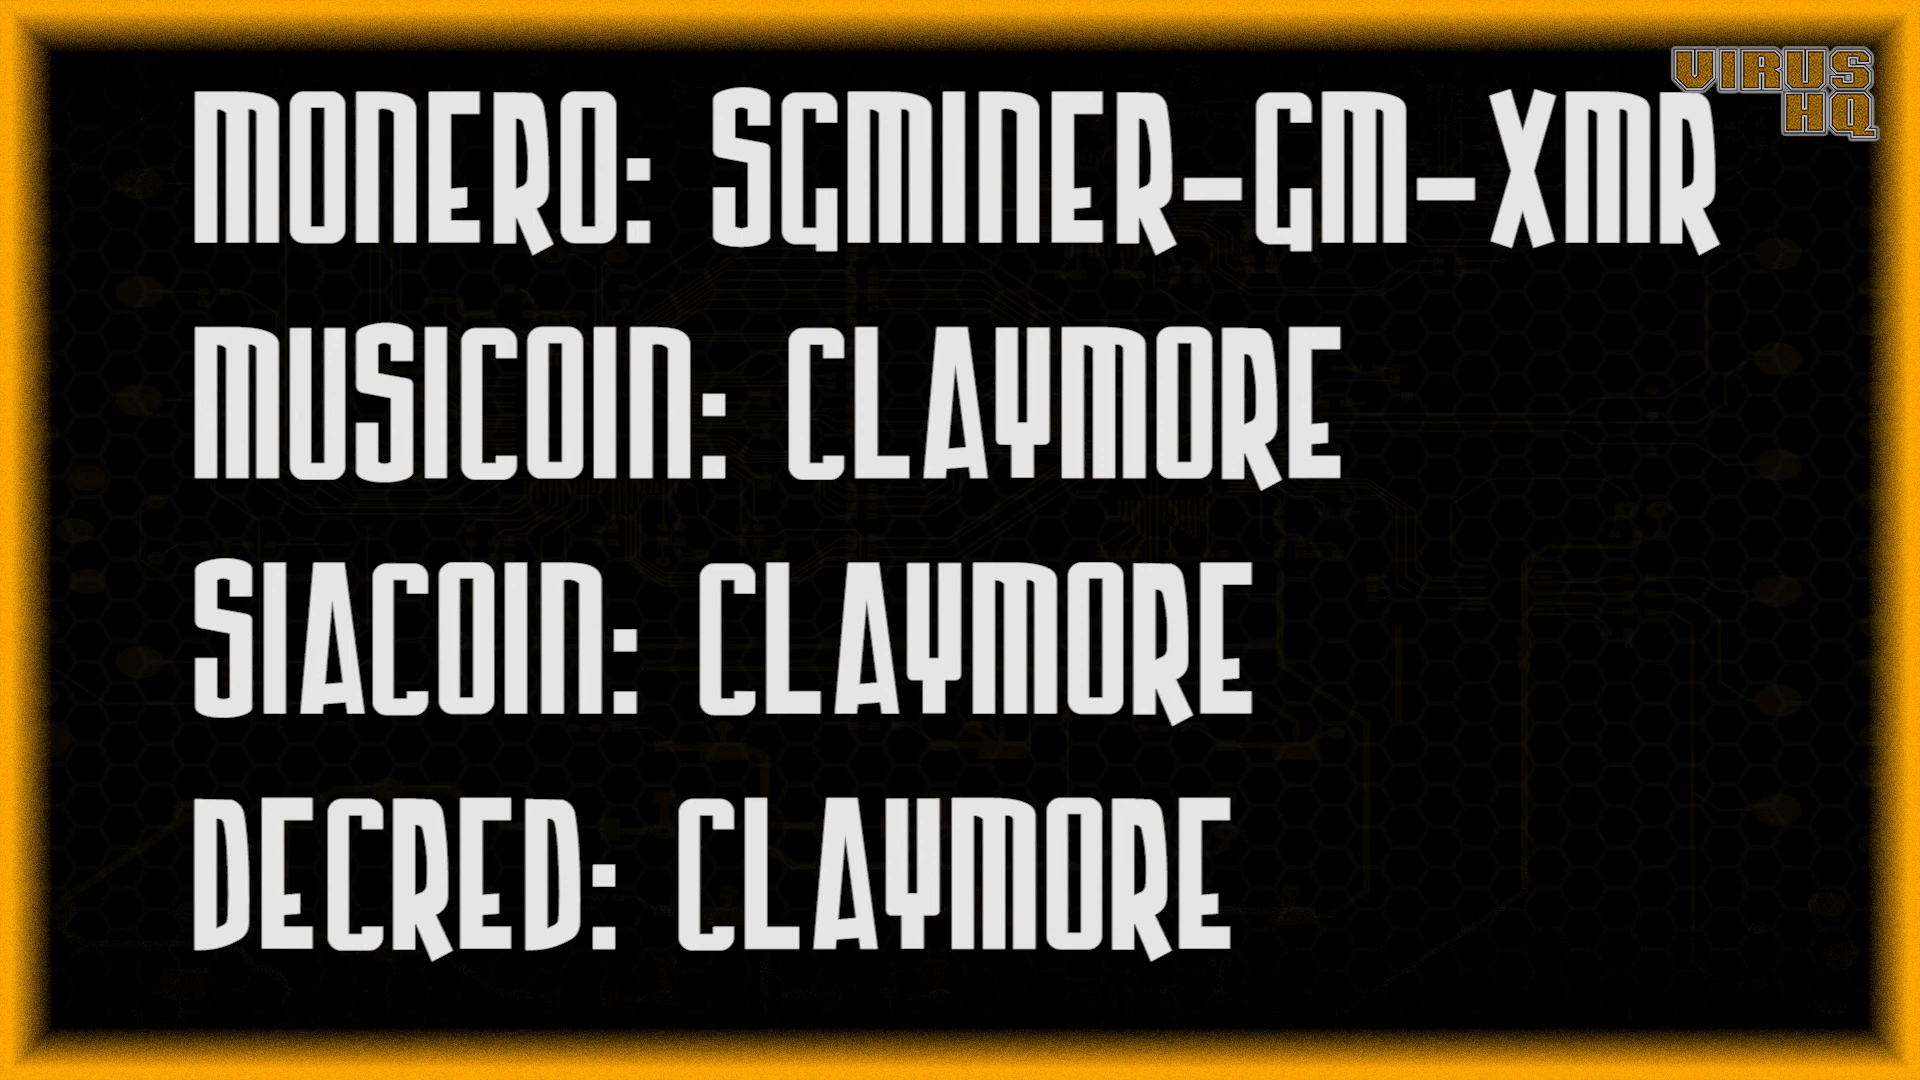 MONERO: SGMINER-GM-XMR
MUSICOIN: CLAYMORE
SIACOIN: CLAYMORE
DECRED: CLAYMORE
VIRUS
HQ